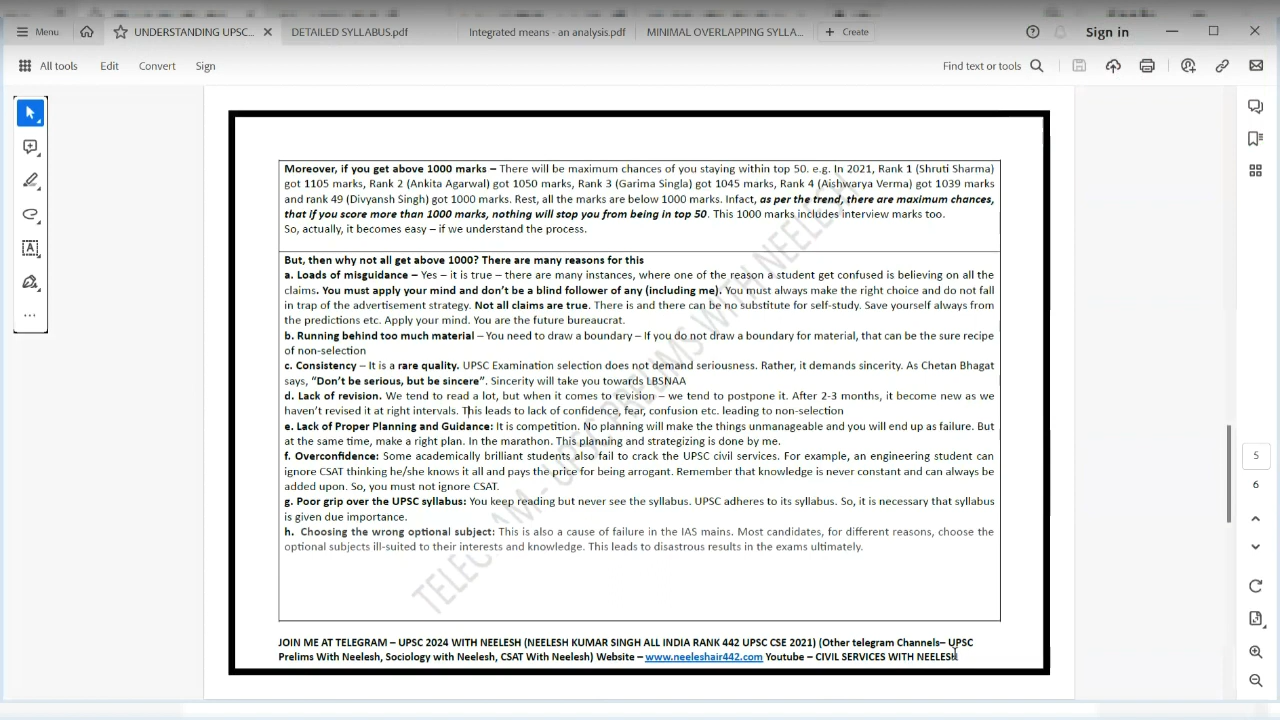 Menu
UNDERSTANDING UPSC...
DETAILED SYLLABUS.pdf
Integrated means - an analysis.pdf
MINIMAL OVERLAPPING SYLLA...
Create
Sign in
All tools
Edit
Convert
Sign
Find text or tools
Moreover, if you get above 1000 marks – There will be maximum chances of you staying within top 50. e.g. In 2021, Rank 1 (Shruti Sharma)
got 1105 marks, Rank 2 (Ankita Agarwal) got 1050 marks, Rank 3 (Garima Singla) got 1045 marks, Rank 4 (Aishwarya Verma) got 1039 marks
and rank 49 (Divyansh Singh) got 1000 marks. Rest, all the marks are below 1000 marks. Infact, as per the trend, there are maximum chances,
that if you score more than 1000 marks, nothing will stop you from being in top 50. This 1000 marks includes interview marks too.
So, actually, it becomes easy – if we understand the process.
But, then why not all get above 1000? There are many reasons for this
a. Loads of misguidance – Yes – it is true – there are many instances, where one of the reason a student get confused is believing on all the
claims. You must apply your mind and don't be a blind follower of any (including me). You must always make the right choice and do not fall
in trap of the advertisement strategy. Not all claims are true. There is and there can be no substitute for self-study. Save yourself always from
the predictions etc. Apply your mind. You are the future bureaucrat.
b. Running behind too much material – You need to draw a boundary – If you do not draw a boundary for material, that can be the sure recipe
of non-selection
c. Consistency – It is a rare quality. UPSC Examination selection does not demand seriousness. Rather, it demands sincerity. As Chetan Bhagat
says, "Don't be serious, but be sincere". Sincerity will take you towards LBSNAA
d. Lack of revision. We tend to read a lot, but when it comes to revision – we tend to postpone it. After 2-3 months, it become new as we
haven't revised it at right intervals. This leads to lack of confidence, fear, confusion etc. leading to non-selection
e. Lack of Proper Planning and Guidance: It is competition. No planning will make the things unmanageable and you will end up as failure. But
at the same time, make a right plan. In the marathon. This planning and strategizing is done by me.
f. Overconfidence: Some academically brilliant students also fail to crack the UPSC civil services. For example, an engineering student can
ignore CSAT thinking he/she knows it all and pays the price for being arrogant. Remember that knowledge is never constant and can always be
added upon. So, you must not ignore CSAT.
g. Poor grip over the UPSC syllabus: You keep reading but never see the syllabus. UPSC adheres to its syllabus. So, it is necessary that syllabus
is given due importance.
h. Choosing the wrong optional subject: This is also a cause of failure in the IAS mains. Most candidates, for different reasons, choose the
optional subjects ill-suited to their interests and knowledge. This leads to disastrous results in the exams ultimately.
TELEGRAM - UPSC PRELIMS WITH NEELESH
JOIN ME AT TELEGRAM – UPSC 2024 WITH NEELESH (NEELESH KUMAR SINGH ALL INDIA RANK 442 UPSC CSE 2021) (Other telegram Channels– UPSC
Prelims With Neelesh, Sociology with Neelesh, CSAT With Neelesh) Website – www.neeleshair442.com Youtube – CIVIL SERVICES WITH NEELESH
5
6